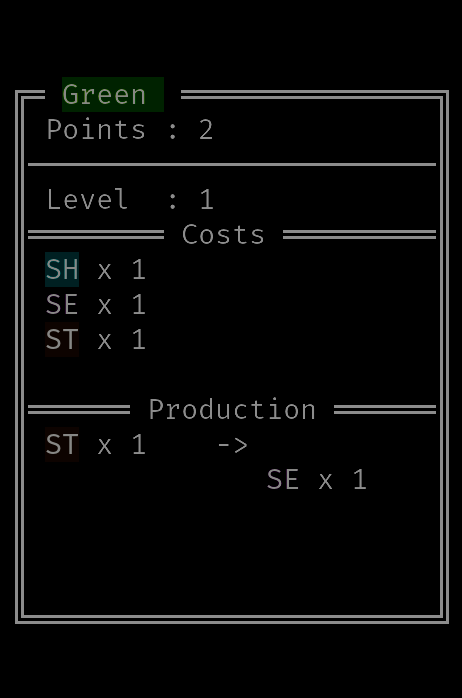 Green
Points : 2
Level  : 1
Costs
SH x 1
SE x 1
ST x 1
Production
ST x 1    ->
SE x 1